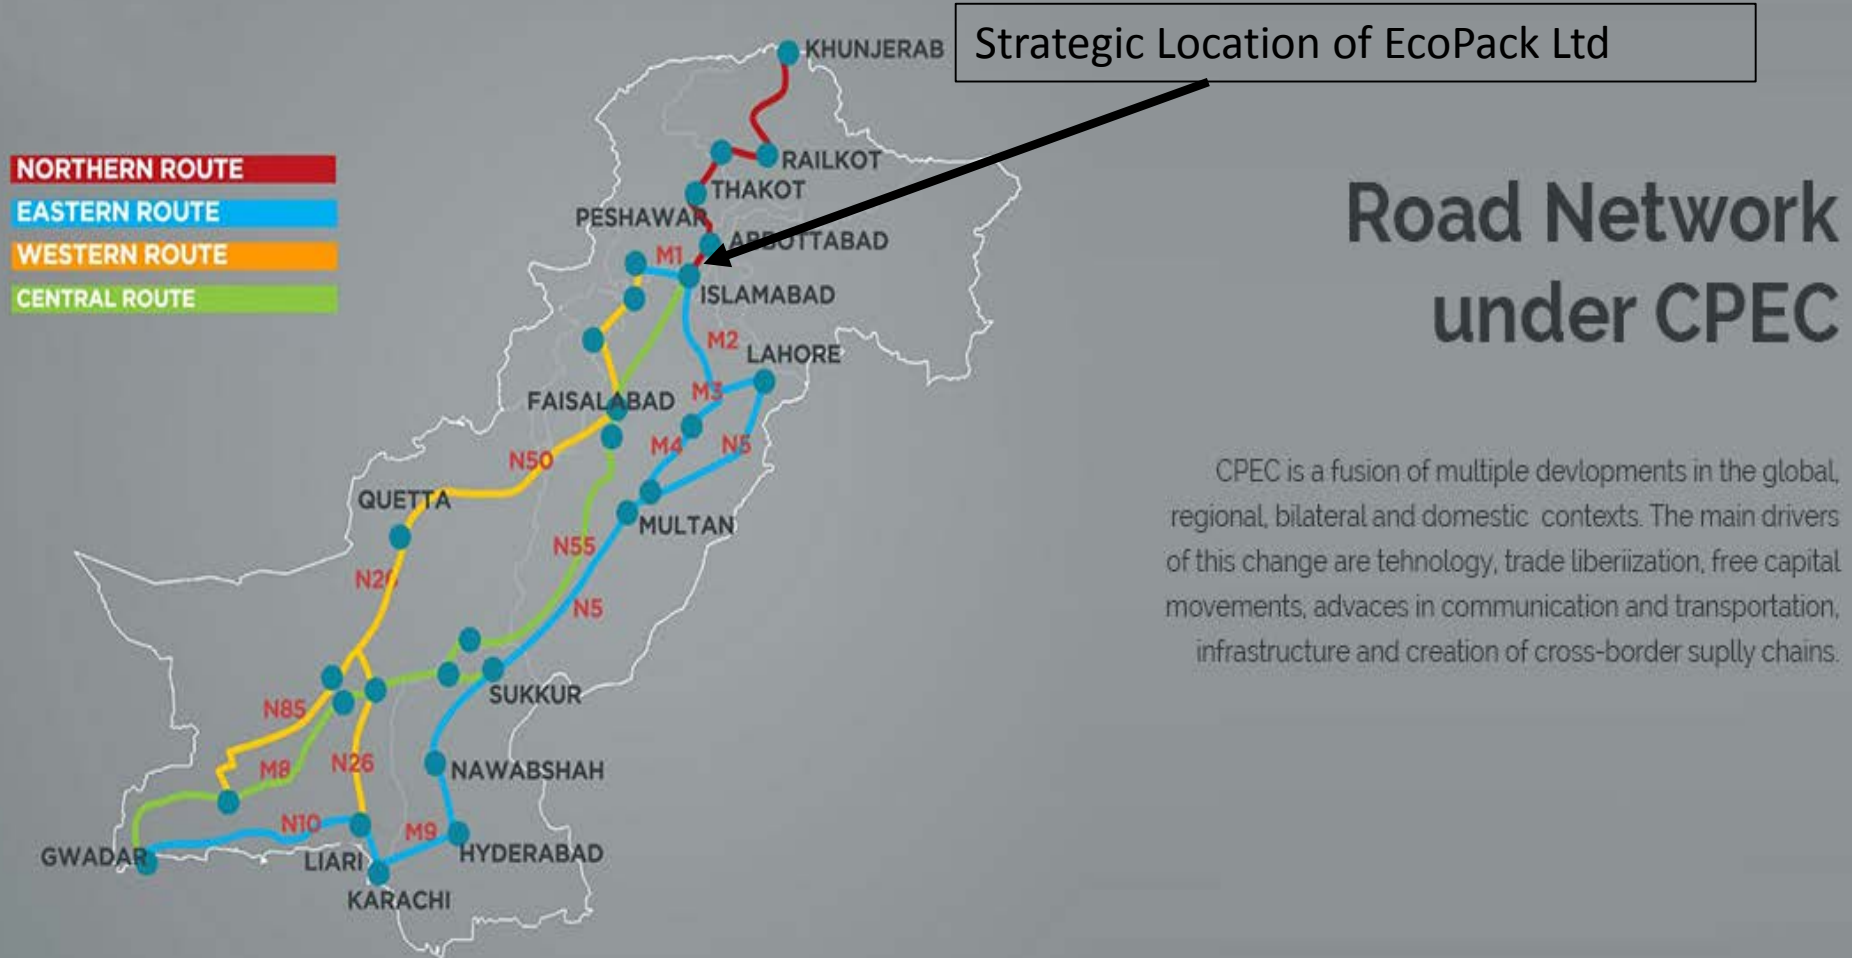 Strategic Location of EcoPack Ltd
KHUNJERAB
NORTHERN ROUTE
EASTERN ROUTE
WESTERN ROUTE
CENTRAL ROUTE
RAILKOT
THAKOT
PESHAWAR
ABBOTTABAD
M1
ISLAMABAD
M2
LAHORE
M3
FAISALABAD
M4
N5
N50
QUETTA
MULTAN
N55
N20
N5
SUKKUR
N85
M8
N26
NAWABSHAH
N10
M9
GWADAR
LIARI
HYDERABAD
KARACHI
Road Network
under CPEC
CPEC is a fusion of multiple devlopments in the global,
regional, bilateral and domestic contexts. The main drivers
of this change are tehnology, trade liberiization, free capital
movements, advaces in communication and transportation,
infrastructure and creation of cross-border suplly chains.